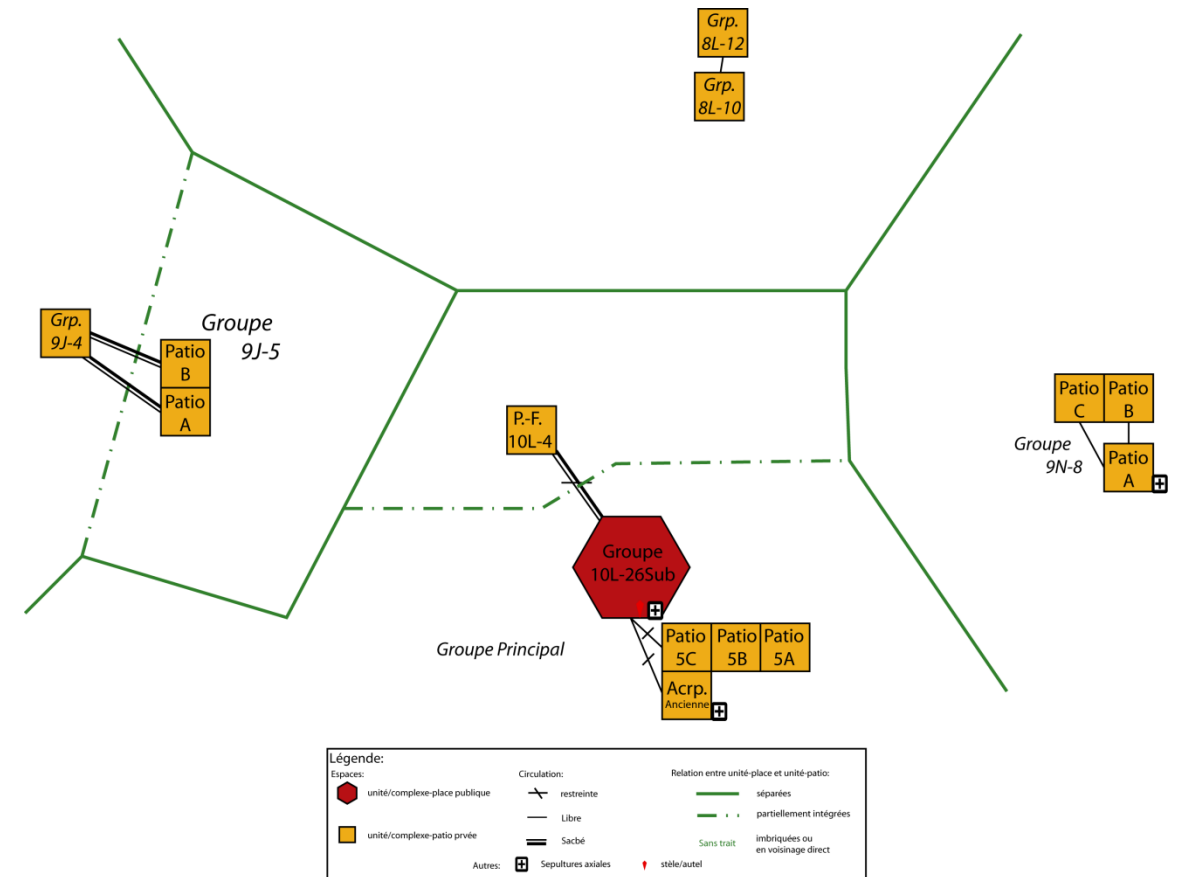 Grp.
8L-12
Grp.
8L-10
Grp.
9J-4
Groupe
9J-5
Patio
B
Patio
A
P.-F.
10L-4
Patio
C
Patio
B
Groupe
9N-8
Patio
A
Groupe
10L-26Sub
Groupe Principal
Patio
5C
Patio
5B
Patio
5A
Acrp.
Ancienne
Légende:
Espaces:
unité/complexe-place publique
unité/complexe-patio prvée
Circulation:
restreinte
Libre
Sacbé
Relation entre unité-place et unité-patio:
séparées
partiellement intégrées
Sans trait
imbriquées ou
en voisinage direct
Autres:
Sepultures axiales
stèle/autel